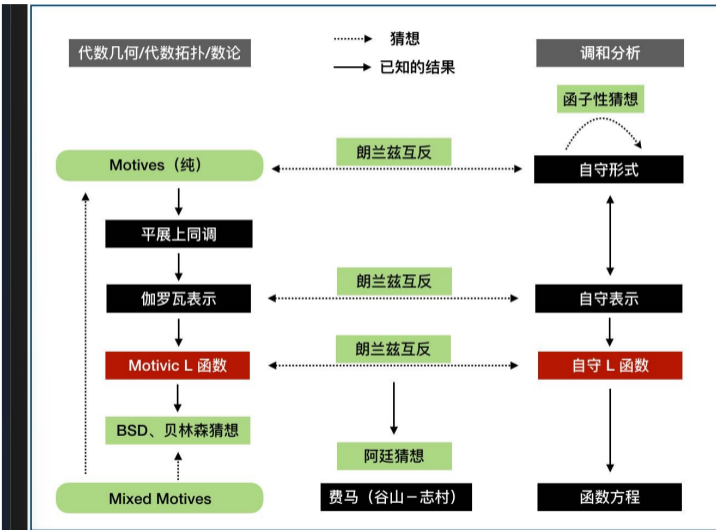 猜想
代数几何/代数拓扑/数论
已知的结果
调和分析
函子性猜想
Motives（纯）
朗兰兹互反
自守形式
平展上同调
伽罗瓦表示
朗兰兹互反
自守表示
Motivic L 函数
朗兰兹互反
自守 L 函数
BSD、贝林森猜想
阿廷猜想
Mixed Motives
费马（谷山－志村）
函数方程